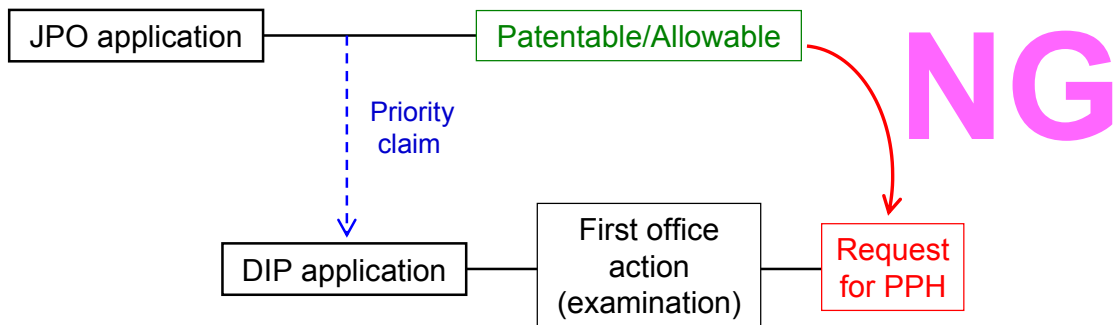 JPO application
Patentable/Allowable
NG
Priority
claim
DIP application
First office
action
(examination)
Request
for PPH